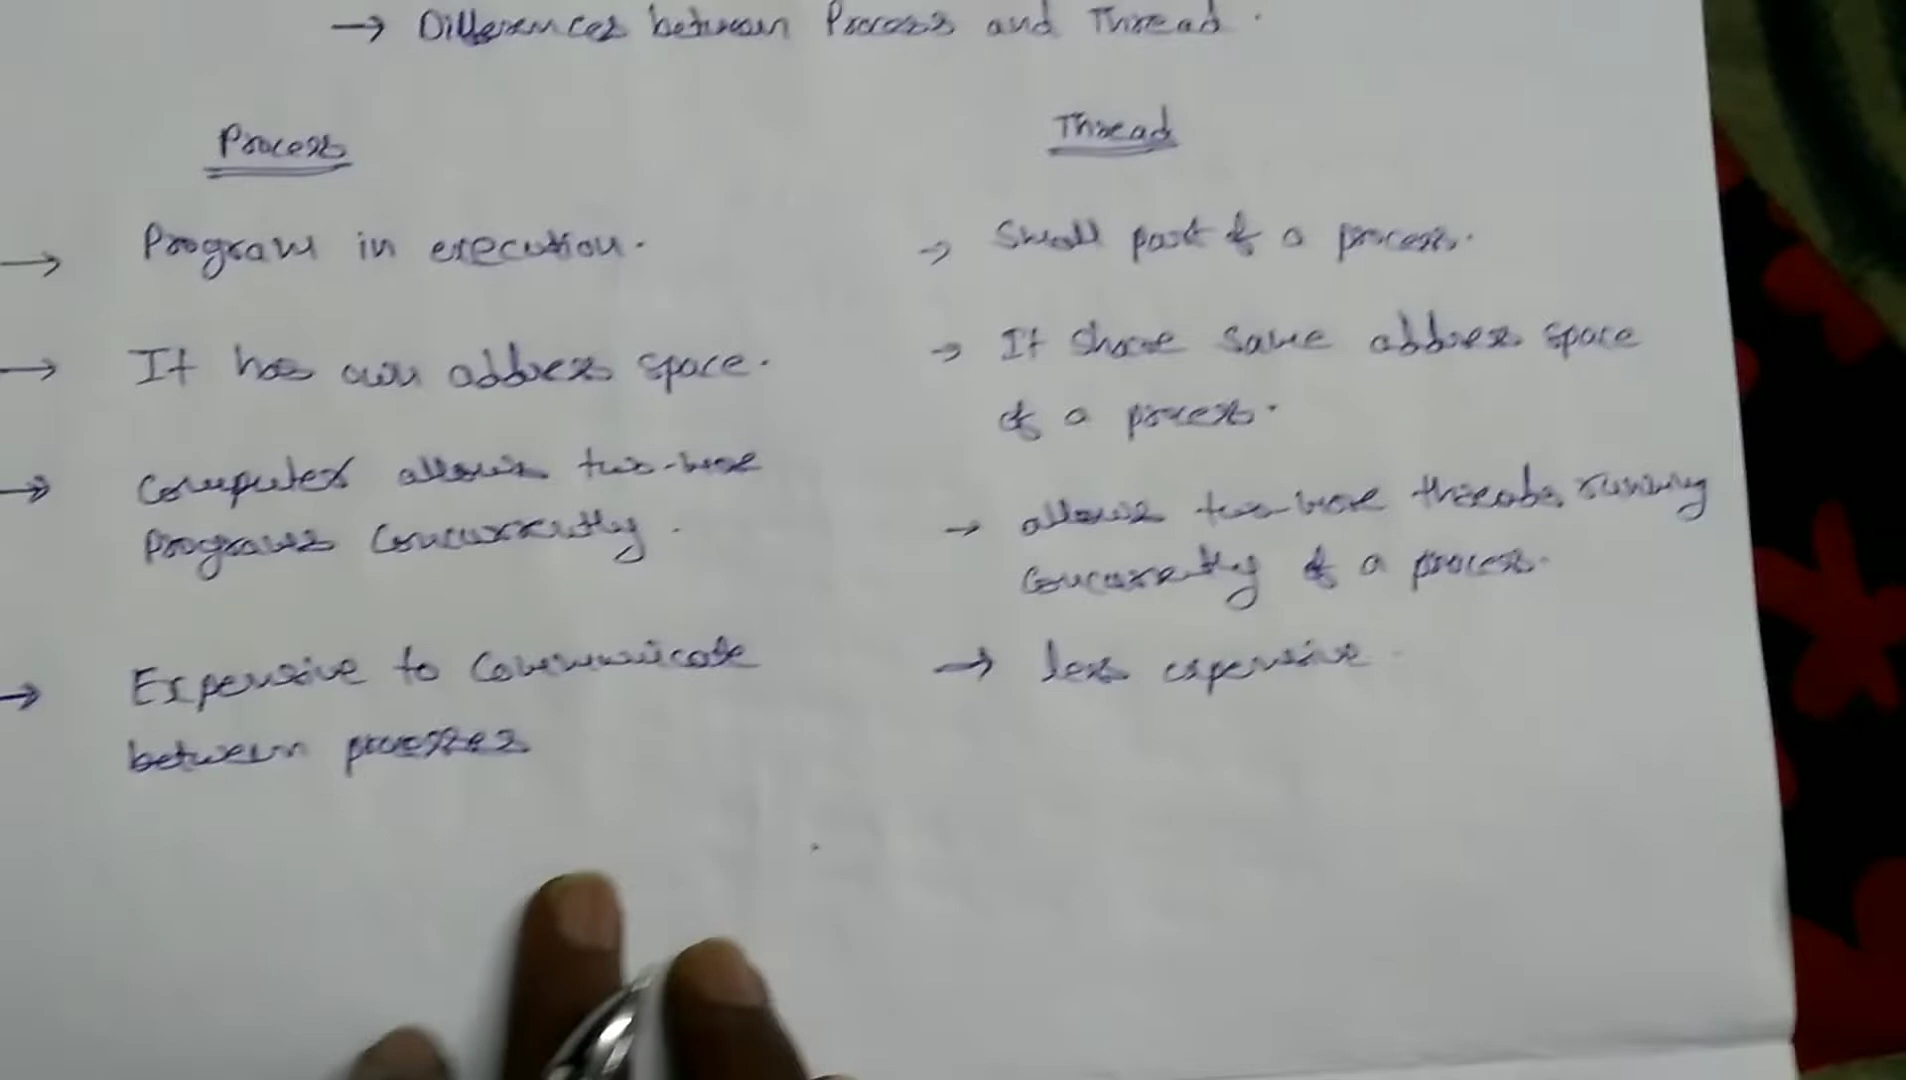 → Differences between Process and Thread.
Process
→ Program in execution.
→ It has own address space.
→ Computer allows two-more
Programs Concurrently.
→ Expensive to Communicate
between processes
Thread
→ Small part of a process.
→ It share same address space
of a process.
→ allows two-more threads running
Concurrently of a process.
→ less expensive.